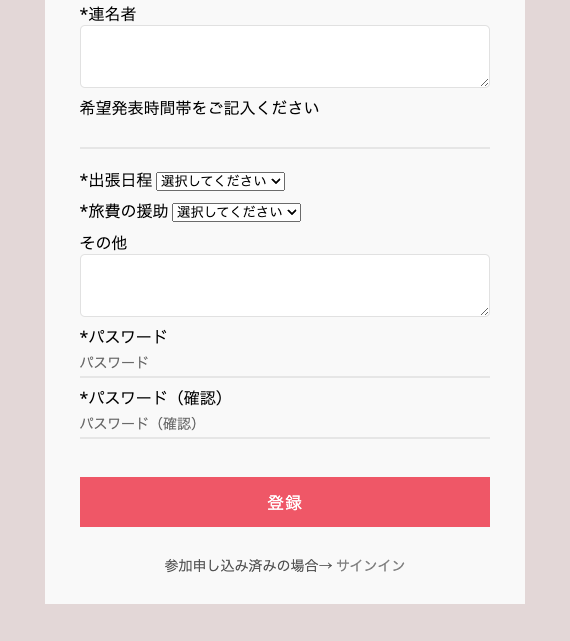 *連名者
希望発表時間帯をご記入ください
*出張日程 選択してください
*旅費の援助 選択してください
その他
*パスワード
パスワード
*パスワード（確認）
パスワード（確認）
登録
参加申し込み済みの場合→ サインイン